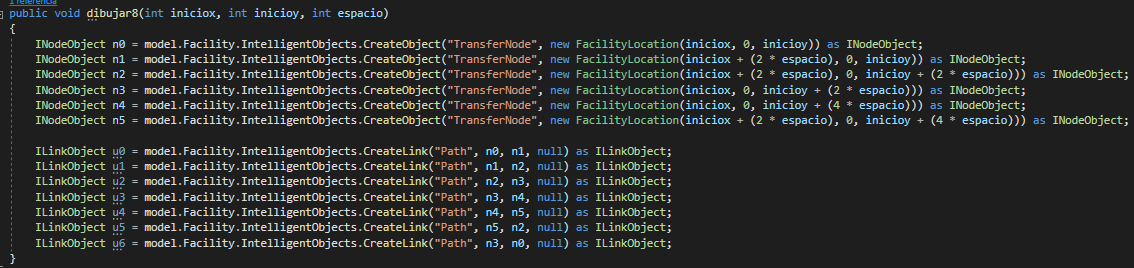 1 referencia
public void dibujar8(int iniciox, int inicioy, int espacio)
{
INodeObject n0 = model.Facility.IntelligentObjects.CreateObject("TransferNode", new FacilityLocation(iniciox, 0, inicioy)) as INodeObject;
INodeObject n1 = model.Facility.IntelligentObjects.CreateObject("TransferNode", new FacilityLocation(iniciox + (2 * espacio), 0, inicioy)) as INodeObject;
INodeObject n2 = model.Facility.IntelligentObjects.CreateObject("TransferNode", new FacilityLocation(iniciox + (2 * espacio), 0, inicioy + (2 * espacio))) as INodeObject;
INodeObject n3 = model.Facility.IntelligentObjects.CreateObject("TransferNode", new FacilityLocation(iniciox, 0, inicioy + (2 * espacio))) as INodeObject;
INodeObject n4 = model.Facility.IntelligentObjects.CreateObject("TransferNode", new FacilityLocation(iniciox, 0, inicioy + (4 * espacio))) as INodeObject;
INodeObject n5 = model.Facility.IntelligentObjects.CreateObject("TransferNode", new FacilityLocation(iniciox + (2 * espacio), 0, inicioy + (4 * espacio))) as INodeObject;
ILinkObject u0 = model.Facility.IntelligentObjects.CreateLink("Path", n0, n1, null) as ILinkObject;
ILinkObject u1 = model.Facility.IntelligentObjects.CreateLink("Path", n1, n2, null) as ILinkObject;
ILinkObject u2 = model.Facility.IntelligentObjects.CreateLink("Path", n2, n3, null) as ILinkObject;
ILinkObject u3 = model.Facility.IntelligentObjects.CreateLink("Path", n3, n4, null) as ILinkObject;
ILinkObject u4 = model.Facility.IntelligentObjects.CreateLink("Path", n4, n5, null) as ILinkObject;
ILinkObject u5 = model.Facility.IntelligentObjects.CreateLink("Path", n5, n2, null) as ILinkObject;
ILinkObject u6 = model.Facility.IntelligentObjects.CreateLink("Path", n3, n0, null) as ILinkObject;
}